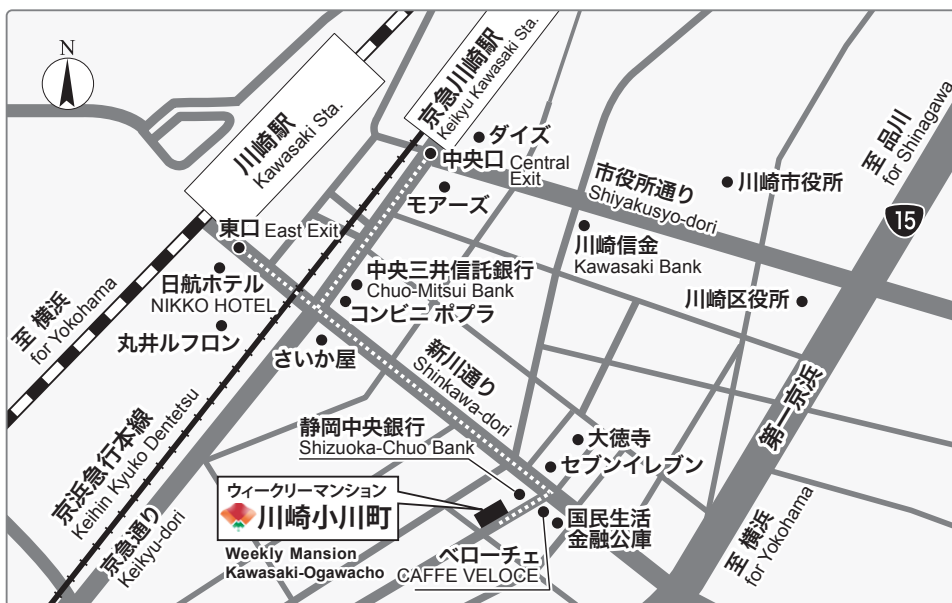 N
川崎駅
Kawasaki Sta.
京急川崎駅
Keikyu Kawasaki Sta.
ダイズ
中央口 Central
Exit
モアーズ
市役所通り
Shiyakusyo-dori
川崎市役所
至 品川
for Shinagawa
15
東口 East Exit
川崎信金
Kawasaki Bank
日航ホテル
NIKKO HOTEL
中央三井信託銀行
Chuo-Mitsui Bank
コンビニ ポプラ
川崎区役所
至 横浜
for Yokohama
丸井ルフロン
さいか屋
新川通り
Shinkawa-dori
第一京浜
静岡中央銀行
Shizuoka-Chuo Bank
大徳寺
セブンイレブン
京浜急行本線
Keihin Kyuko Dentetsu
ウィークリーマンション
川崎小川町
Weekly Mansion
Kawasaki-Ogawacho
京急通り
Keikyu-dori
国民生活
金融公庫
ベローチェ
CAFFE VELOCE
至 横浜
for Yokohama